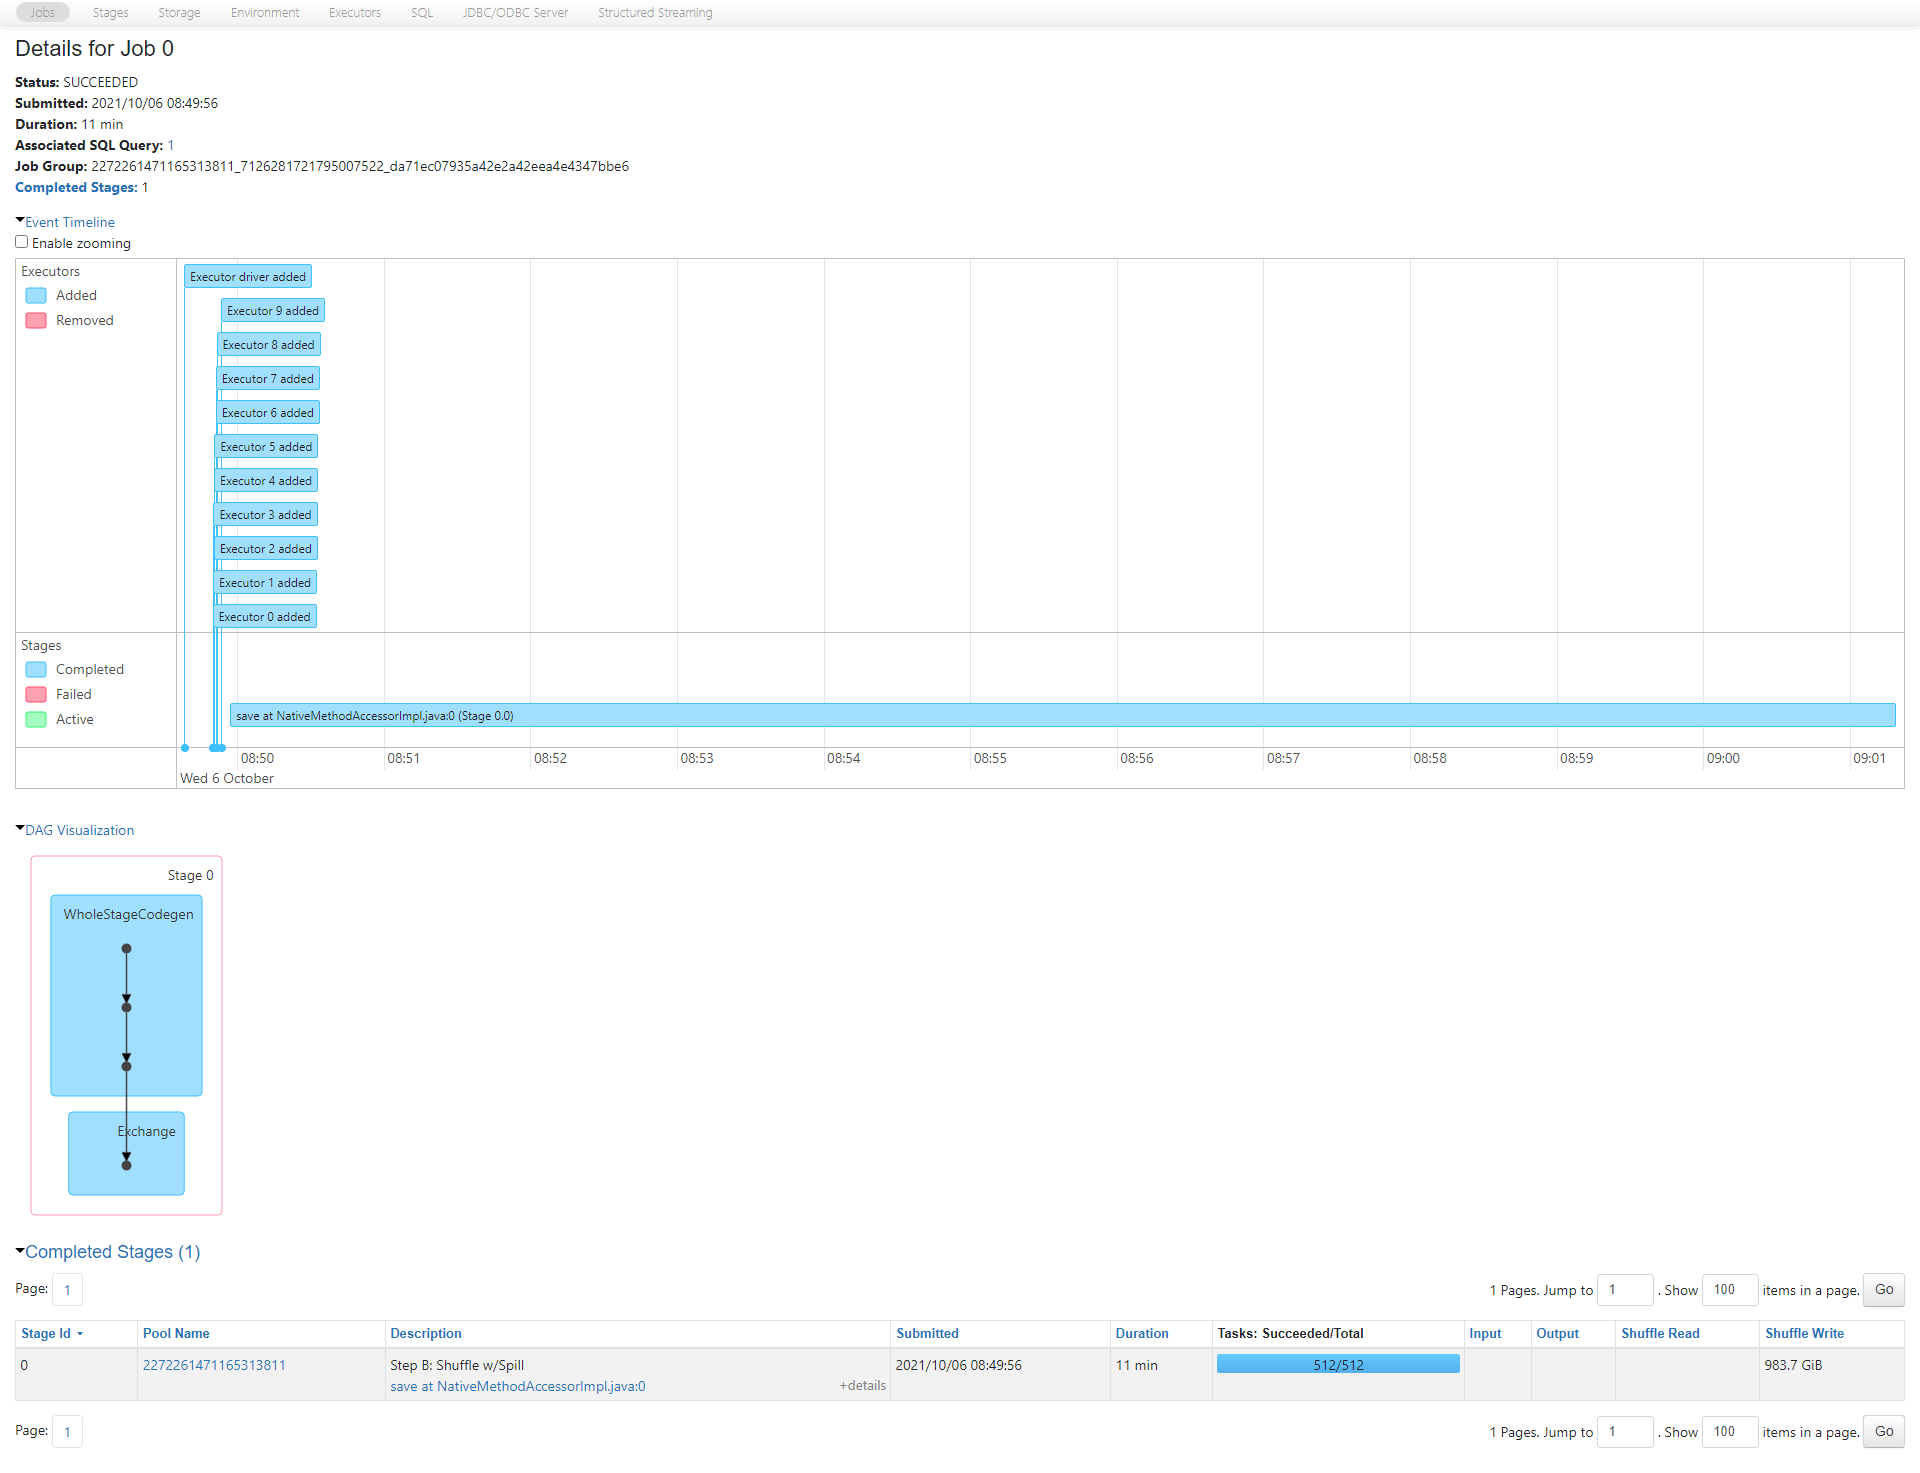 Jobs Stages Storage Environment Executors SQL JDBC/ODBC Server Structured Streaming
Details for Job 0
Status: SUCCEEDED
Submitted: 2021/10/06 08:49:56
Duration: 11 min
Associated SQL Query: 1
Job Group: 2272261471165313811_7126281721795007522_da71ec07935a42e2a42eea4e4347bbe6
Completed Stages: 1
Event Timeline
Enable zooming
Executors
Added
Removed
Executor driver added
Executor 9 added
Executor 8 added
Executor 7 added
Executor 6 added
Executor 5 added
Executor 4 added
Executor 3 added
Executor 2 added
Executor 1 added
Executor 0 added
Stages
Completed
Failed
Active
save at NativeMethodAccessorImpl.java:0 (Stage 0.0)
08:50 08:51 08:52 08:53 08:54 08:55 08:56 08:57 08:58 08:59 09:00 09:01
Wed 6 October
DAG Visualization
Stage 0
WholeStageCodegen
Exchange
Completed Stages (1)
Page: 1 1 Pages. Jump to 1 . Show 100 items in a page. Go
Stage Id Pool Name Description Submitted Duration Tasks: Succeeded/Total Input Output Shuffle Read Shuffle Write
0 2272261471165313811 Step B: Shuffle w/Spill 2021/10/06 08:49:56 11 min 512/512 983.7 GiB
save at NativeMethodAccessorImpl.java:0 +details
Page: 1 1 Pages. Jump to 1 . Show 100 items in a page. Go